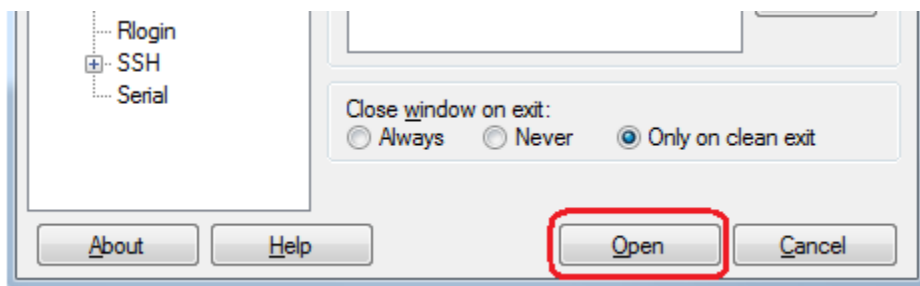 Rlogin
SSH
Serial
Close window on exit:
Always Never Only on clean exit
About Help Open Cancel